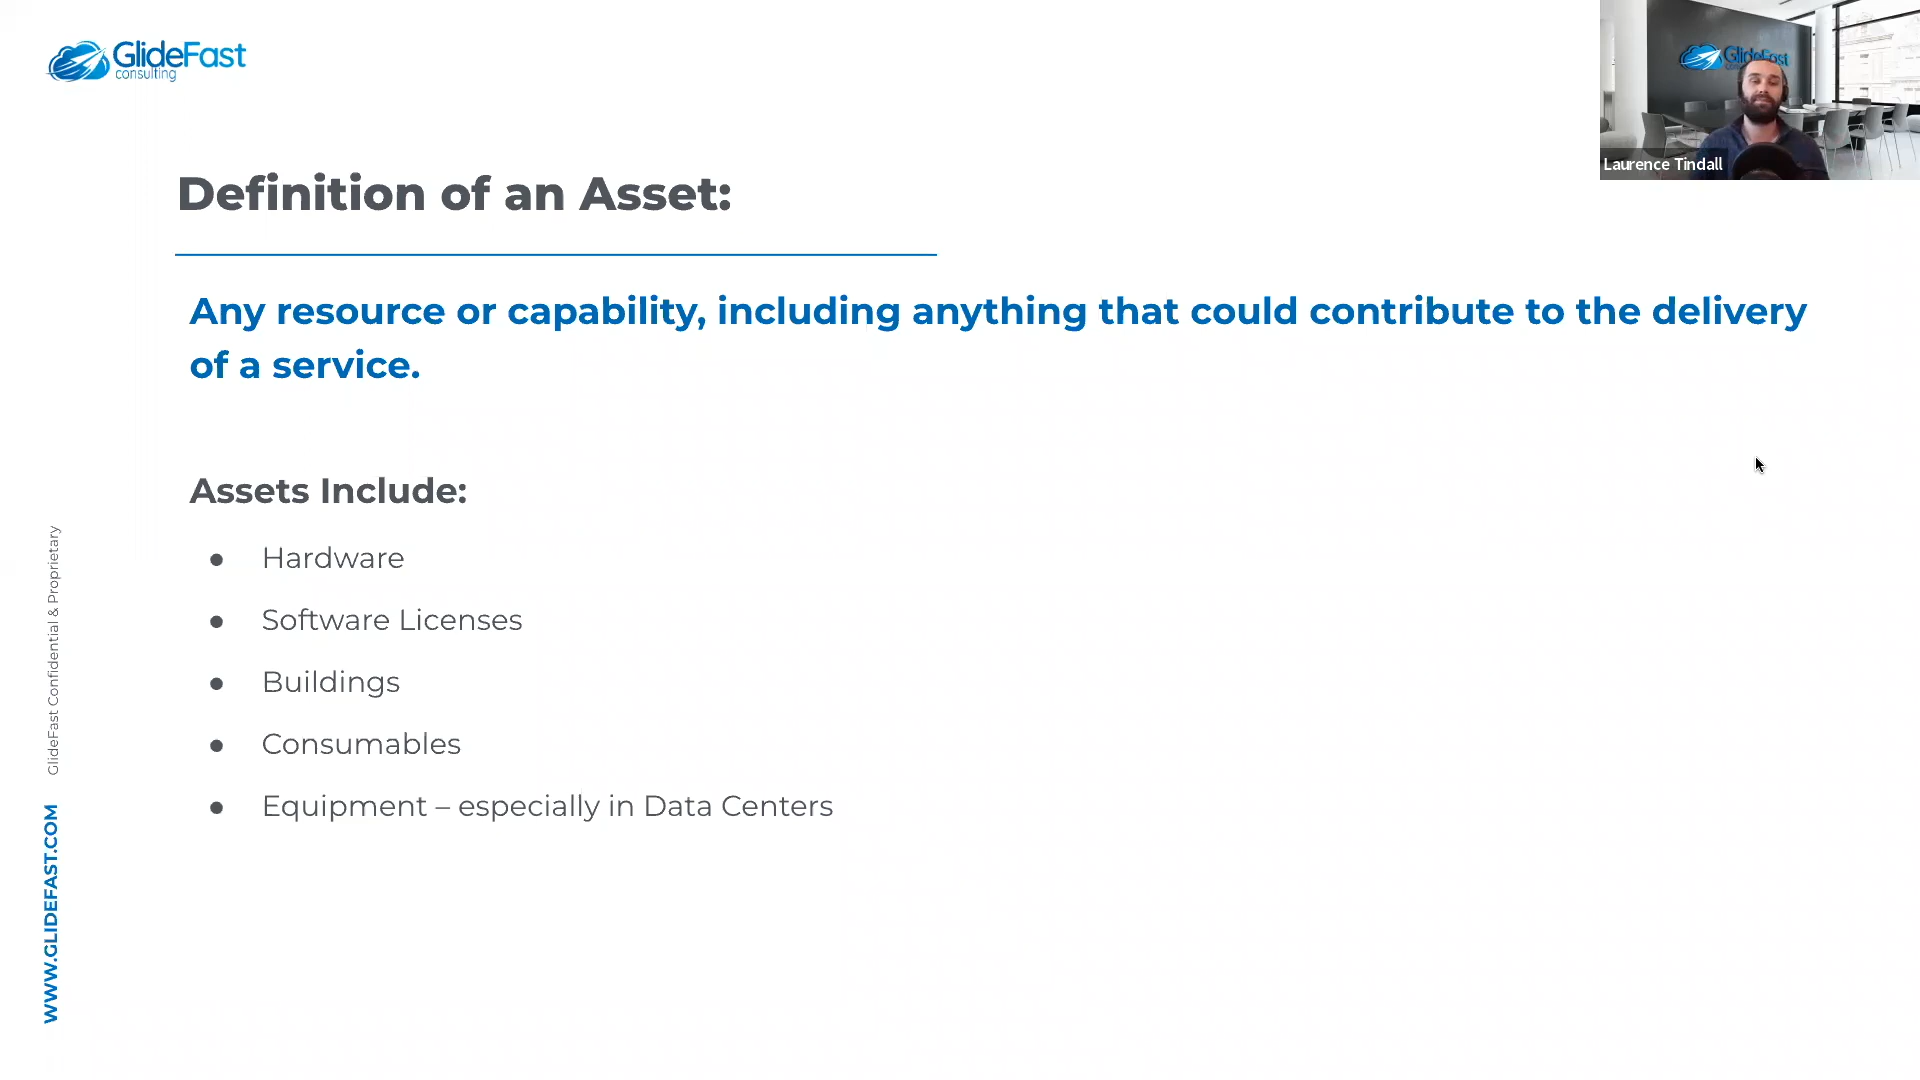 GlideFast
consulting
GlideFast
Laurence Tindall
Definition of an Asset:
Any resource or capability, including anything that could contribute to the delivery
of a service.
Assets Include:
● Hardware
● Software Licenses
● Buildings
● Consumables
● Equipment – especially in Data Centers
WWW.GLIDEFAST.COM GlideFast Confidential & Proprietary